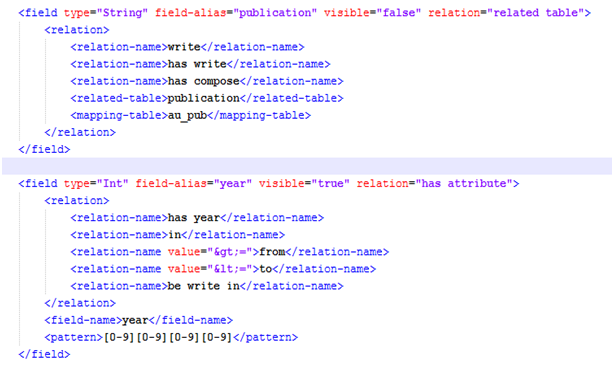 <field type="String" field-alias="publication" visible="false" relation="related table">
<relation>
<relation-name>write</relation-name>
<relation-name>has write</relation-name>
<relation-name>has compose</relation-name>
<related-table>publication</related-table>
<mapping-table>au_pub</mapping-table>
</relation>
</field>
<field type="Int" field-alias="year" visible="true" relation="has attribute">
<relation>
<relation-name>has year</relation-name>
<relation-name>in</relation-name>
<relation-name value="&gt;=">from</relation-name>
<relation-name value="&lt;=">to</relation-name>
<relation-name>be write in</relation-name>
</relation>
<field-name>year</field-name>
<pattern>[0-9][0-9][0-9][0-9]</pattern>
</field>